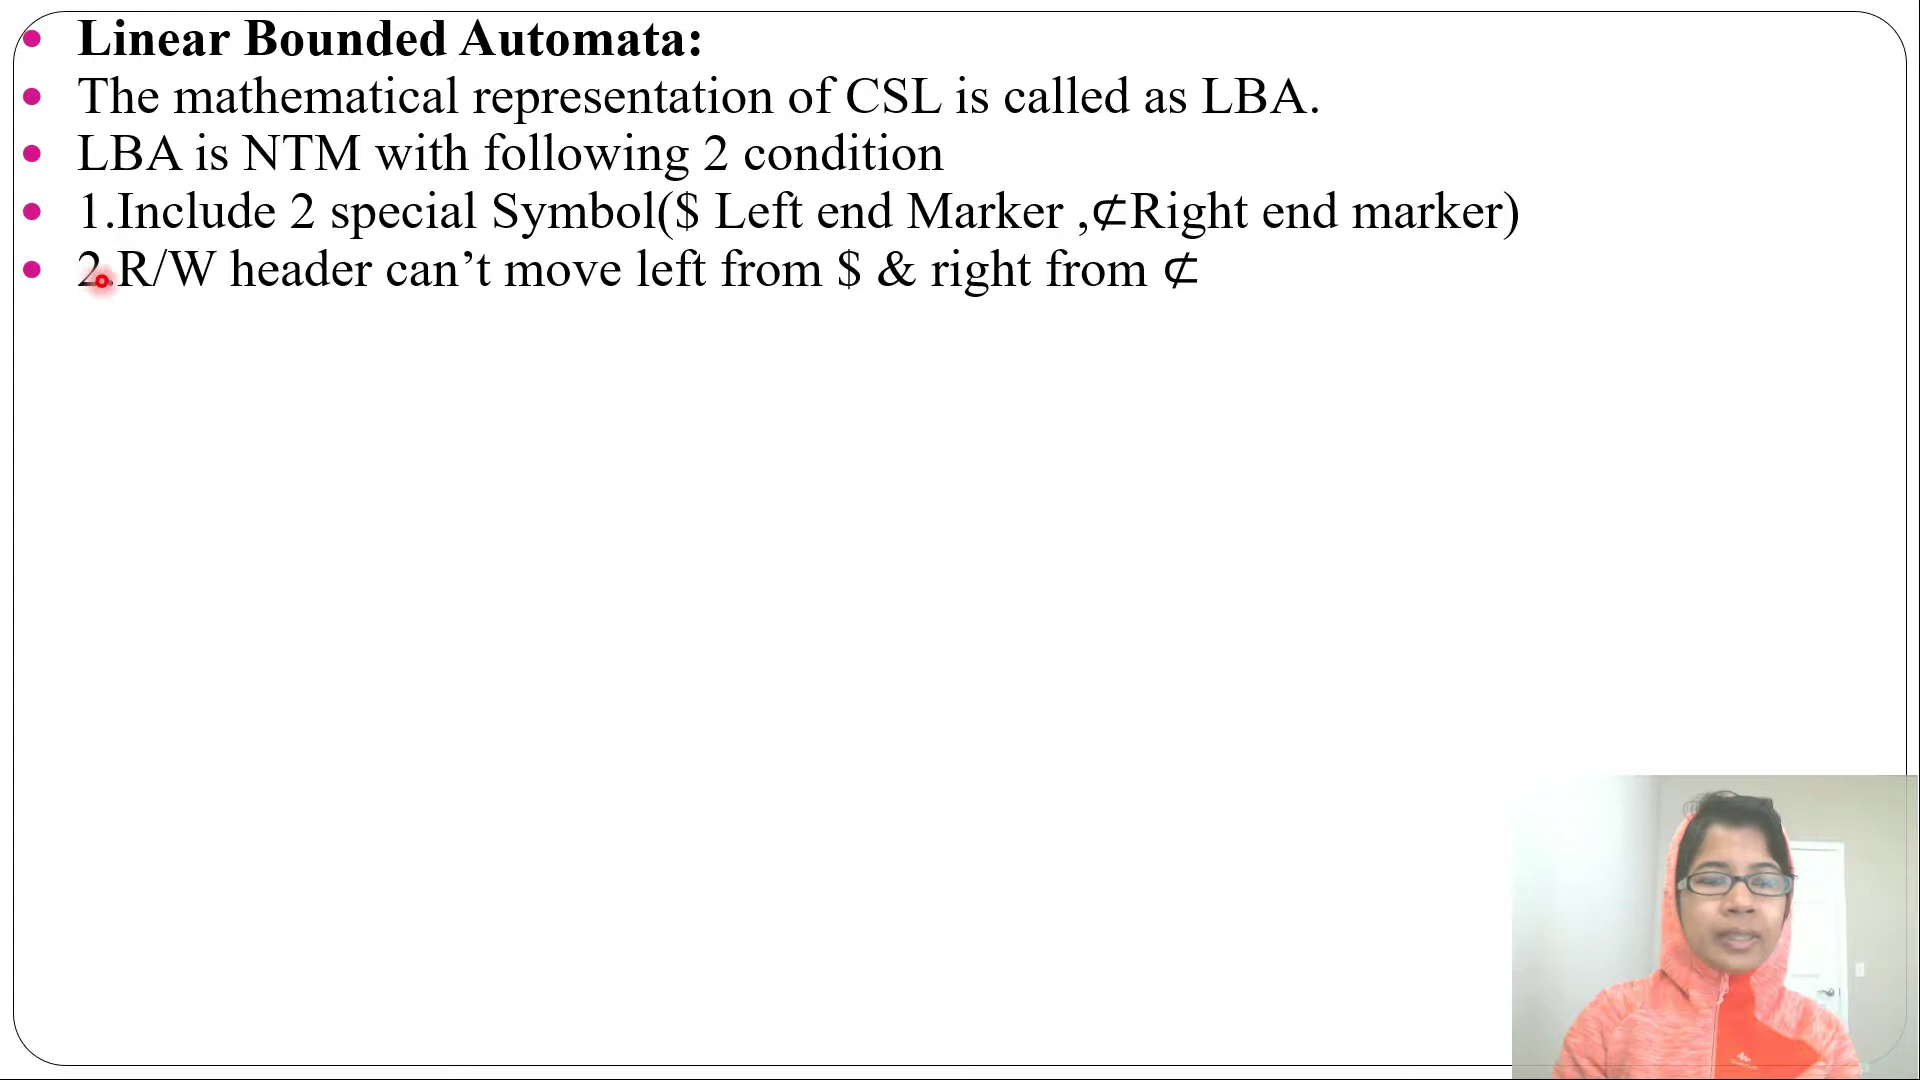 Linear Bounded Automata:
The mathematical representation of CSL is called as LBA.
LBA is NTM with following 2 condition
1.Include 2 special Symbol($ Left end Marker ,⊄Right end marker)
2.R/W header can’t move left from $ & right from ⊄